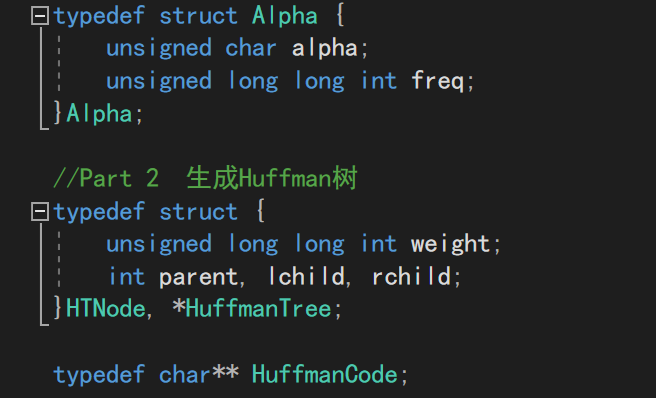 typedef struct Alpha {
    unsigned char alpha;
    unsigned long long int freq;
}Alpha;
//Part 2  生成Huffman树
typedef struct {
    unsigned long long int weight;
    int parent, lchild, rchild;
}HTNode, *HuffmanTree;
typedef char** HuffmanCode;